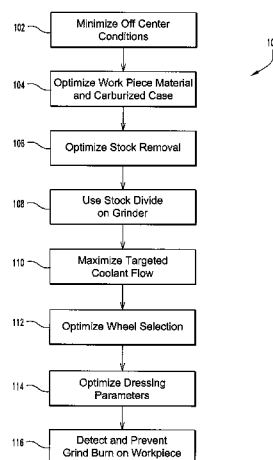 102
Minimize Off Center
Conditions
10
104
Optimize Work Piece Material
and Carburized Case
106
Optimize Stock Removal
108
Use Stock Divide
on Grinder
110
Maximize Targeted
Coolant Flow
112
Optimize Wheel Selection
114
Optimize Dressing
Parameters
116
Detect and Prevent
Grind Burn on Workpiece